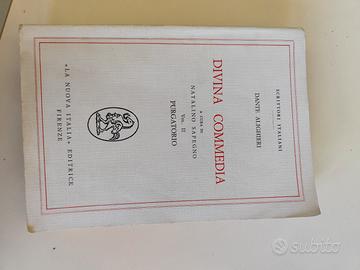 SCRITTORI ITALIANI
DANTE ALIGHIERI
DIVINA COMMEDIA
A CURA DI
NATALINO SAPEGNO
VOL. II
PURGATORIO
«LA NUOVA ITALIA» EDITRICE
FIRENZE
subito